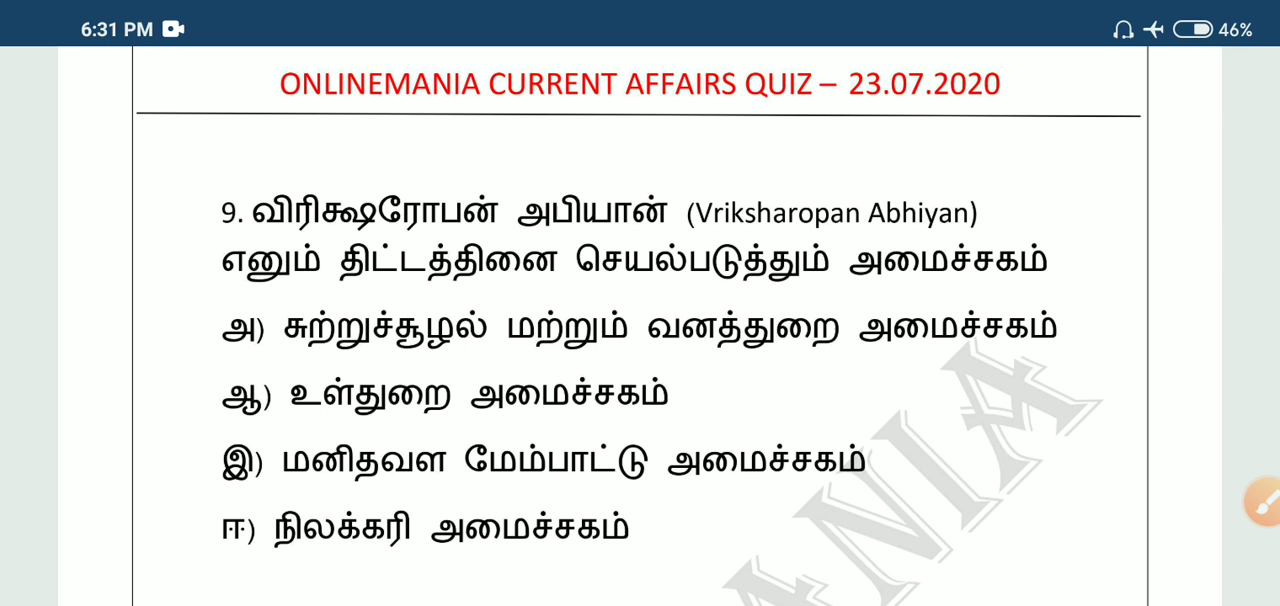 6:31 PM
46%
ONLINEMANIA CURRENT AFFAIRS QUIZ – 23.07.2020
9. விரிக்ஷரோபன் அபியான் (Vriksharopan Abhiyan)
எனும் திட்டத்தினை செயல்படுத்தும் அமைச்சகம்
அ) சுற்றுச்சூழல் மற்றும் வனத்துறை அமைச்சகம்
ஆ) உள்துறை அமைச்சகம்
இ) மனிதவள மேம்பாட்டு அமைச்சகம்
ஈ) நிலக்கரி அமைச்சகம்
ANIA